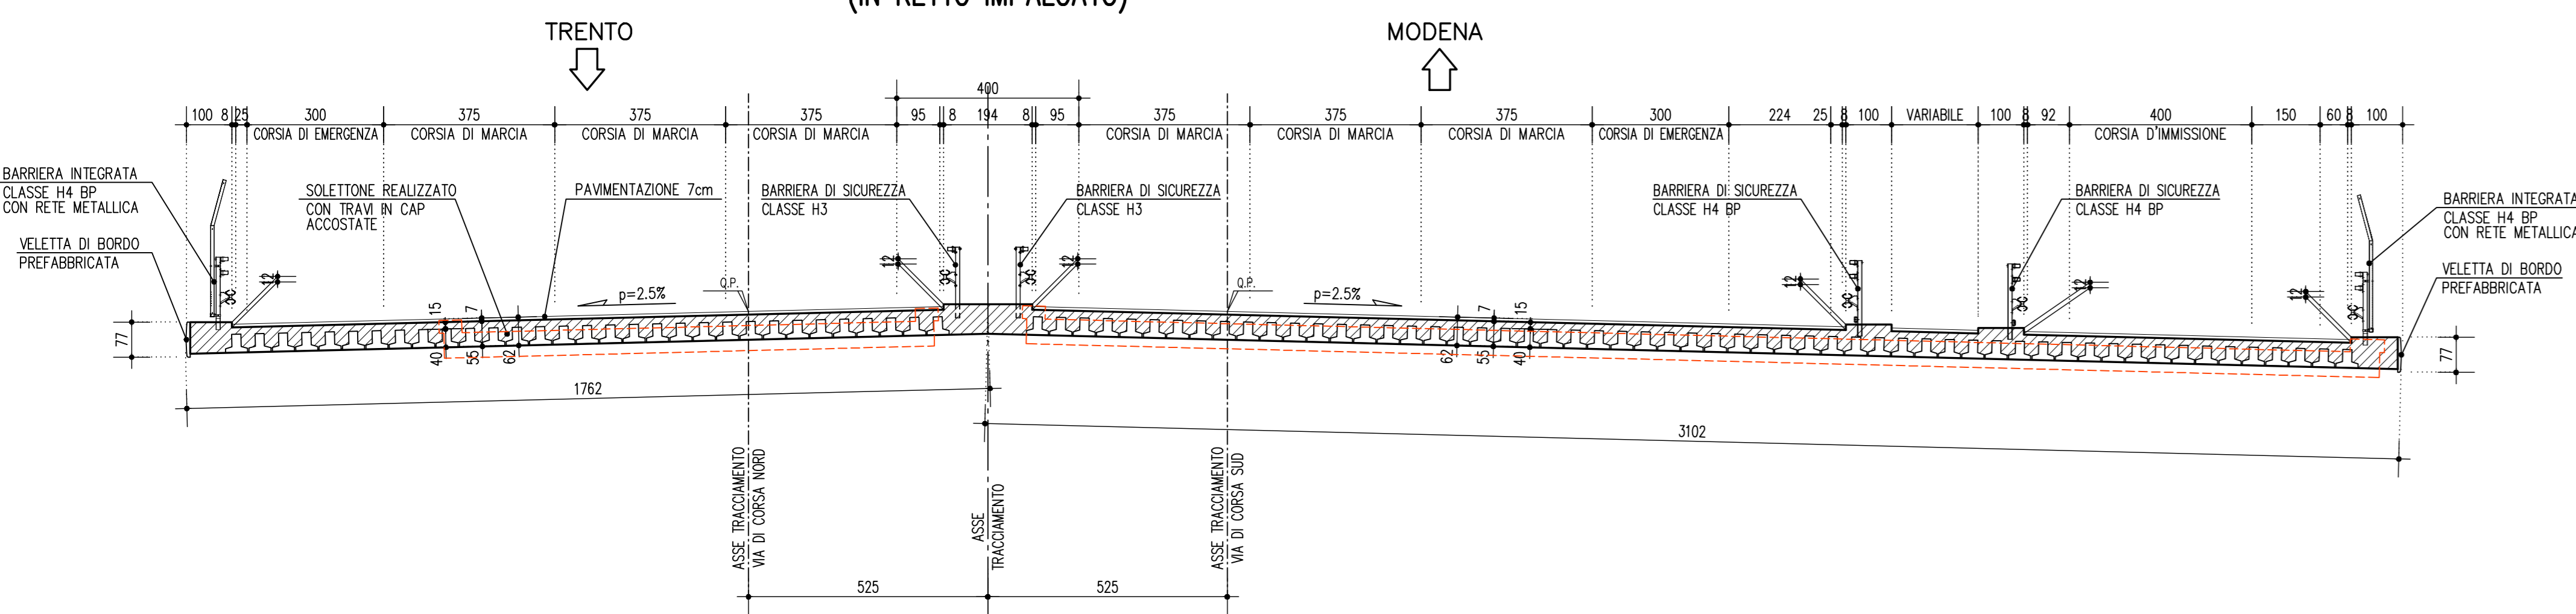 TRENTO
MODENA
400
100 8 25 300 375 375 375 95 8 194 8 95 375 375 375 300 224 25 8 100 VARIABILE 100 8 92 400 150 60 8 100
CORSIA DI EMERGENZA CORSIA DI MARCIA CORSIA DI MARCIA CORSIA DI MARCIA CORSIA DI MARCIA CORSIA DI MARCIA CORSIA DI MARCIA CORSIA DI EMERGENZA CORSIA D'IMMISSIONE
BARRIERA INTEGRATA
CLASSE H4 BP
CON RETE METALLICA
VELETTA DI BORDO
PREFABBRICATA
SOLETTONE REALIZZATO
CON TRAVI IN CAP
ACCOSTATE
PAVIMENTAZIONE 7cm
BARRIERA DI SICUREZZA
CLASSE H3
BARRIERA DI SICUREZZA
CLASSE H3
BARRIERA DI SICUREZZA
CLASSE H4 BP
BARRIERA DI SICUREZZA
CLASSE H4 BP
BARRIERA INTEGRATA
CLASSE H4 BP
CON RETE METALLICA
VELETTA DI BORDO
PREFABBRICATA
12
12
12
12
12
12
Q.P.
Q.P.
p=2.5%
p=2.5%
15
7
7
15
77
40
55
62
62
55
40
77
1762
3102
ASSE TRACCIAMENTO
VIA DI CORSA NORD
ASSE
TRACCIAMENTO
ASSE TRACCIAMENTO
VIA DI CORSA SUD
525
525